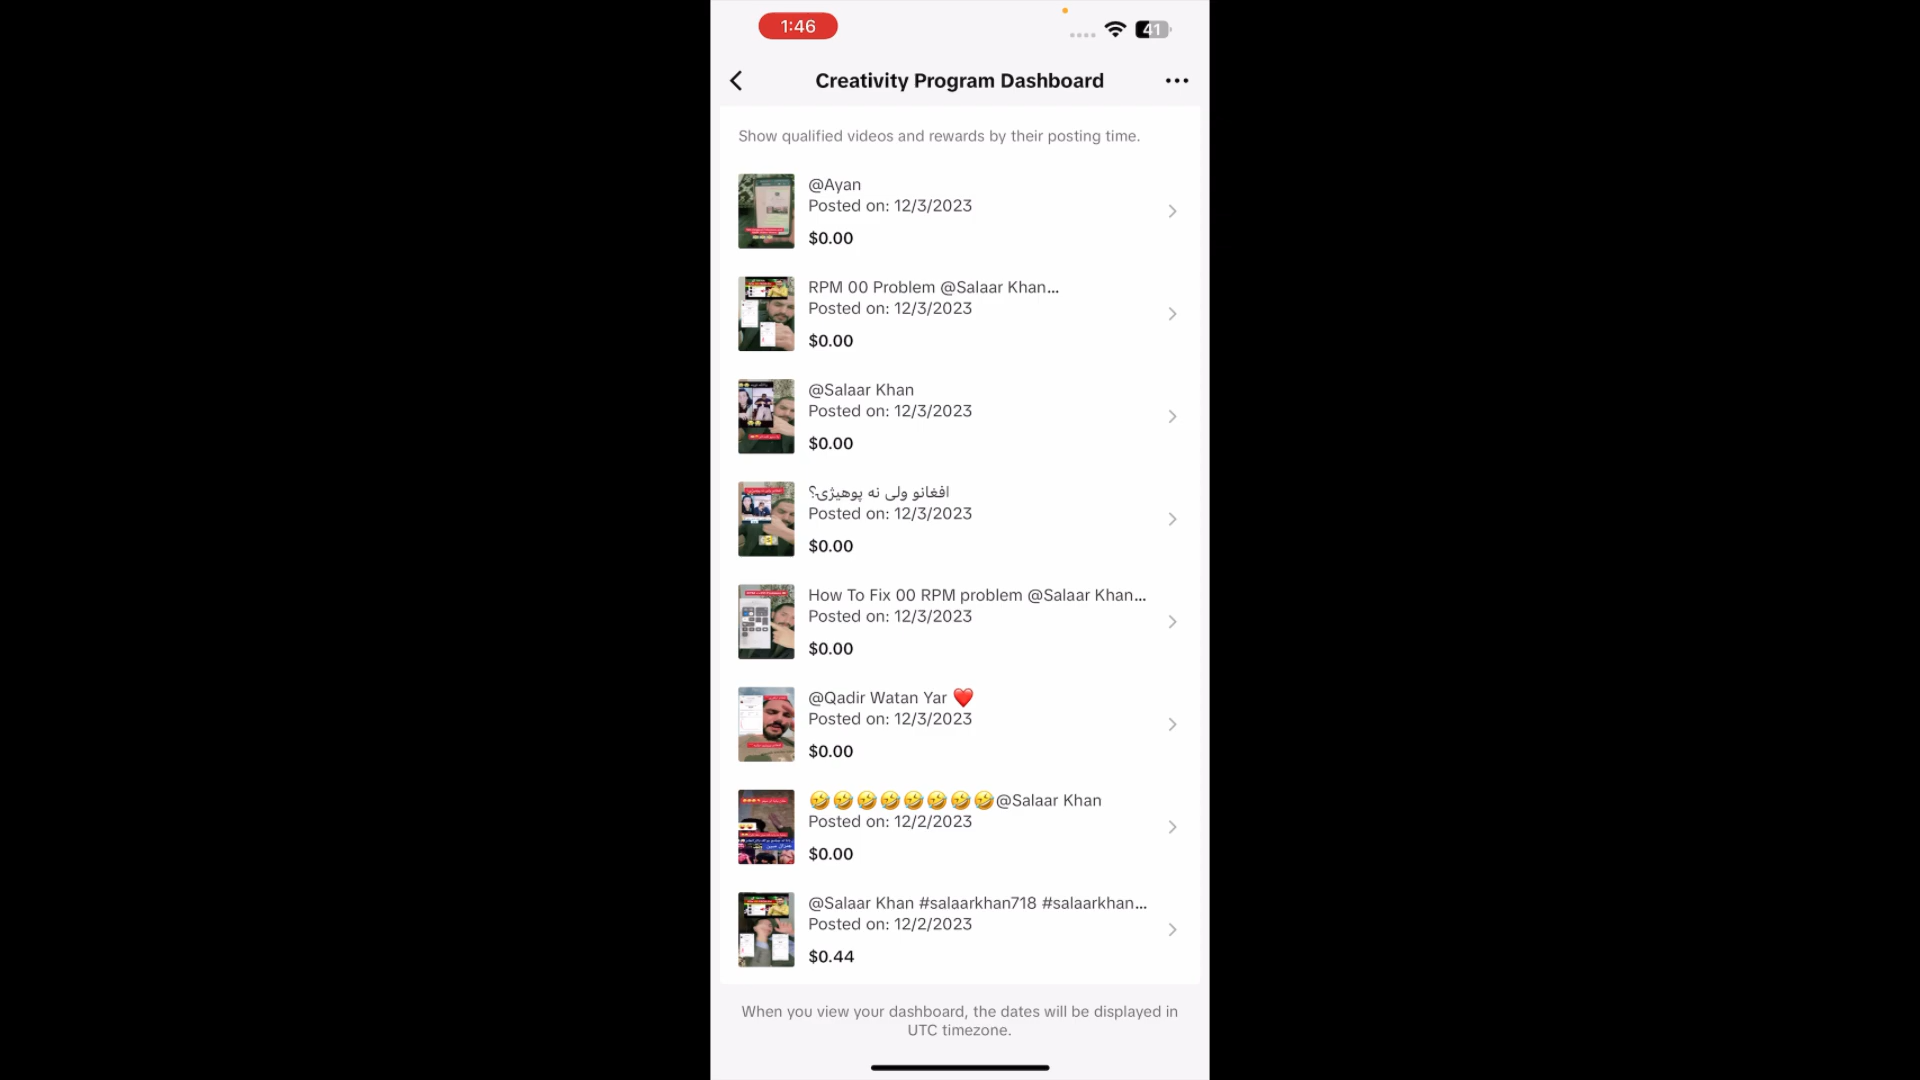 1:46
41
Creativity Program Dashboard
Show qualified videos and rewards by their posting time.
@Ayan
Posted on: 12/3/2023
$0.00
RPM 00 Problem @Salaar Khan...
Posted on: 12/3/2023
$0.00
@Salaar Khan
Posted on: 12/3/2023
$0.00
افغانو ولی نه پوهیژی؟
Posted on: 12/3/2023
$0.00
How To Fix 00 RPM problem @Salaar Khan...
Posted on: 12/3/2023
$0.00
@Qadir Watan Yar ❤️
Posted on: 12/3/2023
$0.00
🤣🤣🤣🤣🤣🤣🤣🤣@Salaar Khan
Posted on: 12/2/2023
$0.00
@Salaar Khan #salaarkhan718 #salaarkhan...
Posted on: 12/2/2023
$0.44
When you view your dashboard, the dates will be displayed in
UTC timezone.